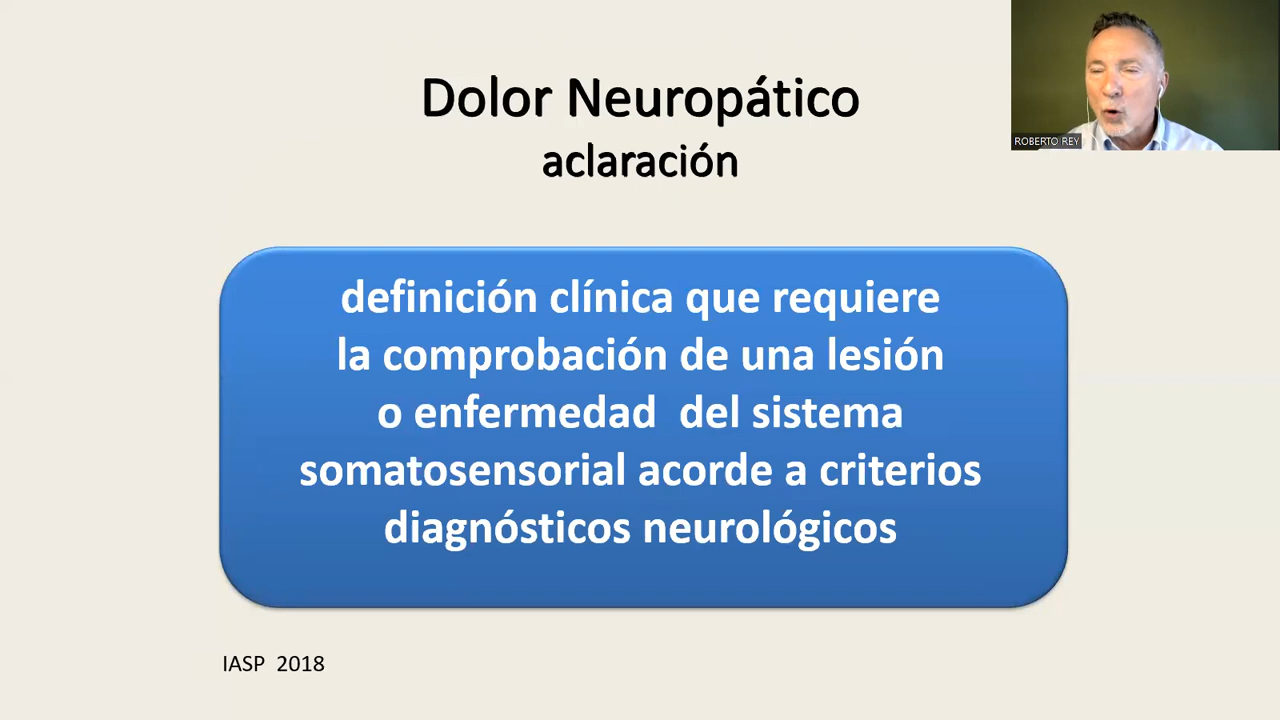 Dolor Neuropático
aclaración
ROBERTO REY
definición clínica que requiere
la comprobación de una lesión
o enfermedad  del sistema
somatosensorial acorde a criterios
diagnósticos neurológicos
IASP  2018